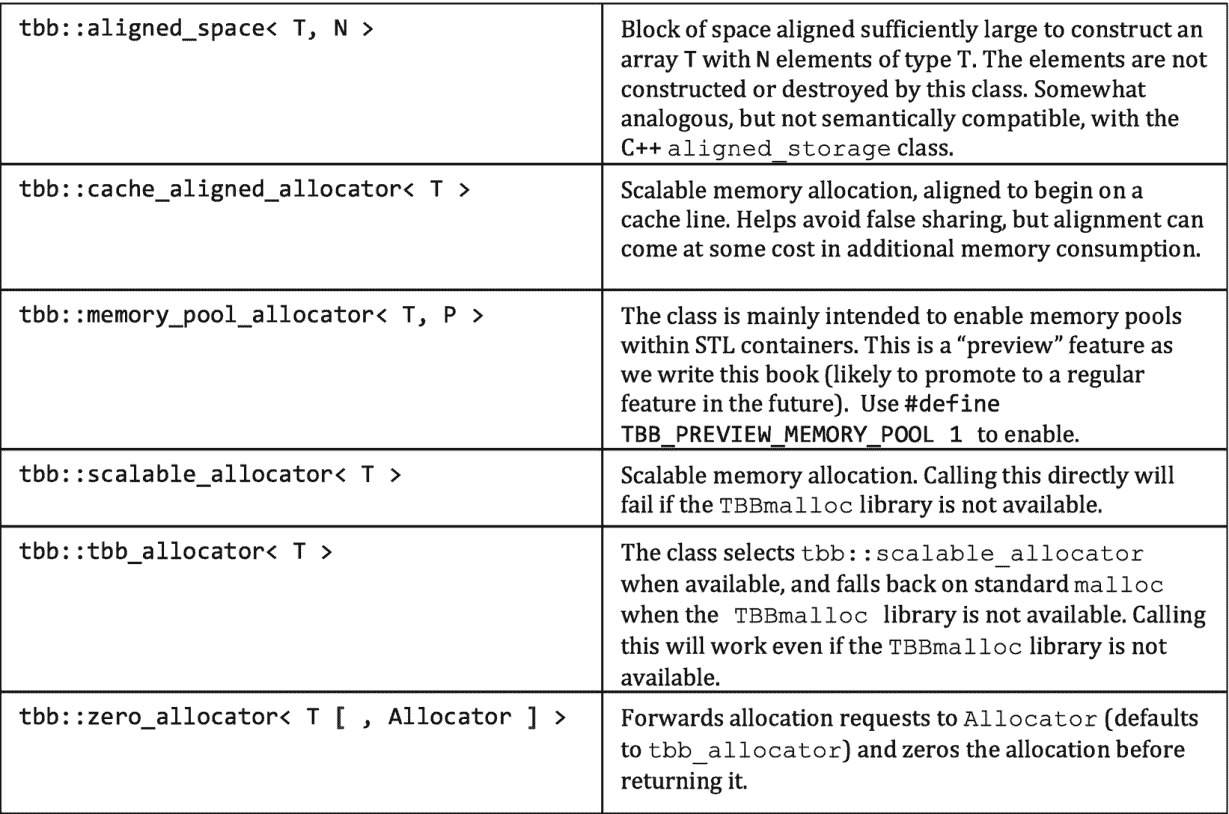 tbb::aligned_space< T, N >
Block of space aligned sufficiently large to construct an
array T with N elements of type T. The elements are not
constructed or destroyed by this class. Somewhat
analogous, but not semantically compatible, with the
C++ aligned_storage class.
tbb::cache_aligned_allocator< T >
Scalable memory allocation, aligned to begin on a
cache line. Helps avoid false sharing, but alignment can
come at some cost in additional memory consumption.
tbb::memory_pool_allocator< T, P >
The class is mainly intended to enable memory pools
within STL containers. This is a “preview” feature as
we write this book (likely to promote to a regular
feature in the future). Use #define
TBB_PREVIEW_MEMORY_POOL 1 to enable.
tbb::scalable_allocator< T >
Scalable memory allocation. Calling this directly will
fail if the TBBmalloc library is not available.
tbb::tbb_allocator< T >
The class selects tbb::scalable_allocator
when available, and falls back on standard malloc
when the TBBmalloc library is not available. Calling
this will work even if the TBBmalloc library is not
available.
tbb::zero_allocator< T [ , Allocator ] >
Forwards allocation requests to Allocator (defaults
to tbb_allocator) and zeros the allocation before
returning it.